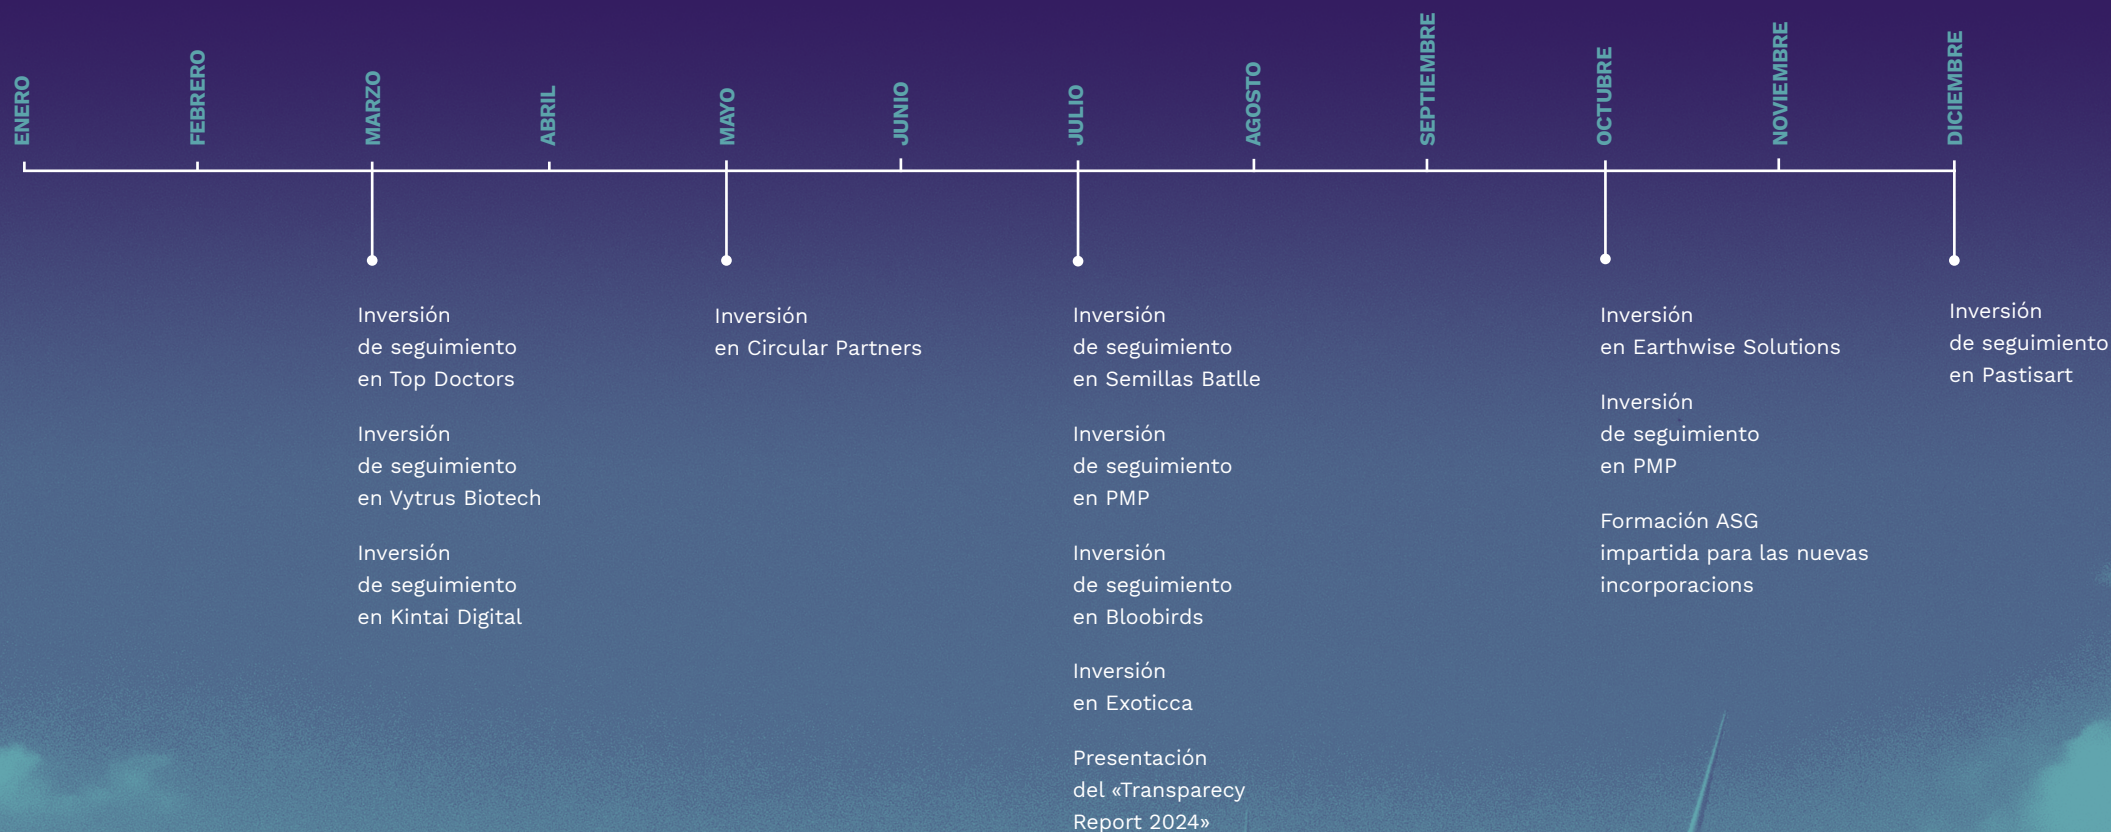 ENERO
FEBRERO
MARZO
ABRIL
MAYO
JUNIO
JULIO
AGOSTO
SEPTIEMBRE
OCTUBRE
NOVIEMBRE
DICIEMBRE
Inversión
de seguimiento
en Top Doctors
Inversión
de seguimiento
en Vytrus Biotech
Inversión
de seguimiento
en Kintai Digital
Inversión
en Circular Partners
Inversión
de seguimiento
en Semillas Batlle
Inversión
de seguimiento
en PMP
Inversión
de seguimiento
en Bloobirds
Inversión
en Exoticca
Presentación
del «Transparecy
Report 2024»
Inversión
en Earthwise Solutions
Inversión
de seguimiento
en PMP
Formación ASG
impartida para las nuevas
incorporacions
Inversión
de seguimiento
en Pastisart